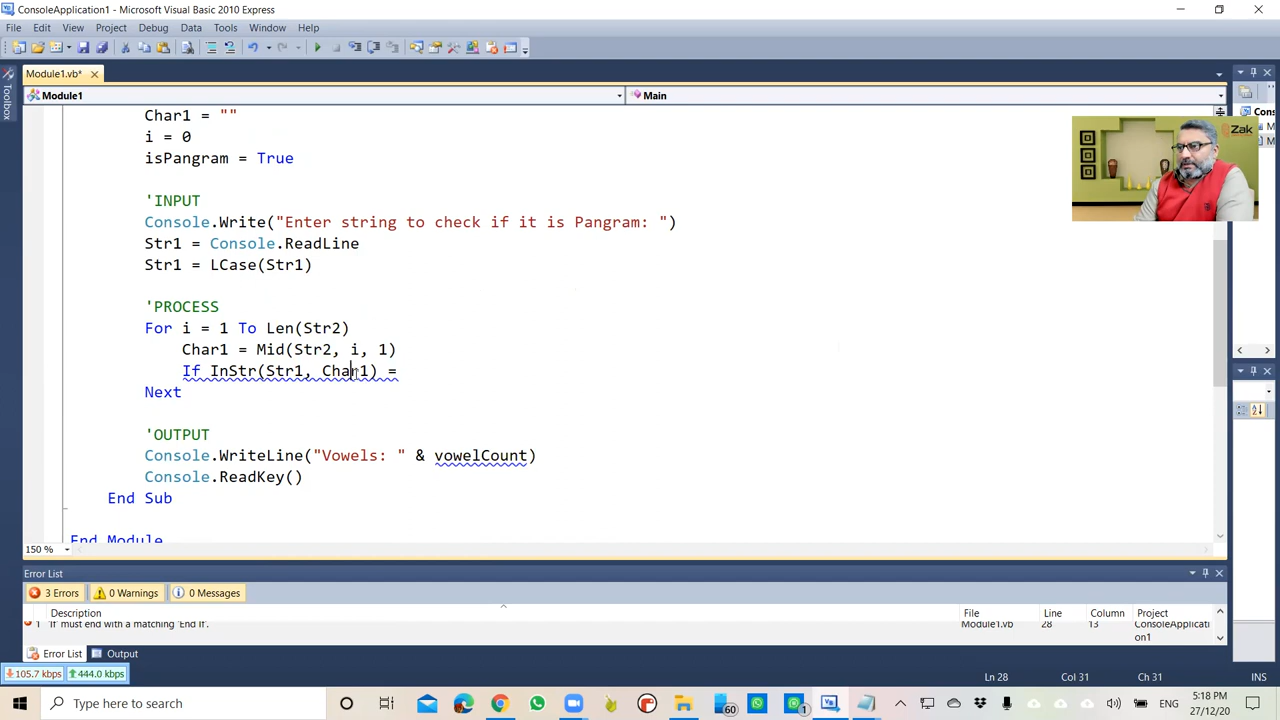 ConsoleApplication1 - Microsoft Visual Basic 2010 Express
File Edit View Project Debug Data Tools Window Help
Module1.vb*
Toolbox
Module1
Main
Char1 = ""
i = 0
isPangram = True
'INPUT
Console.Write("Enter string to check if it is Pangram: ")
Str1 = Console.ReadLine
Str1 = LCase(Str1)
'PROCESS
For i = 1 To Len(Str2)
Char1 = Mid(Str2, i, 1)
If InStr(Str1, Char1) =
Next
'OUTPUT
Console.WriteLine("Vowels: " & vowelCount)
Console.ReadKey()
End Sub
End Module
Zak
Cons
150 %
Error List
3 Errors 0 Warnings 0 Messages
Description File Line Column Project
1 'If' must end with a matching 'End If'. Module1.vb 28 13 ConsoleApplicati
on1
Error List Output
105.7 kbps 444.0 kbps
Ln 28 Col 31 Ch 31 INS
Type here to search
60
1
ENG
5:18 PM
27/12/20